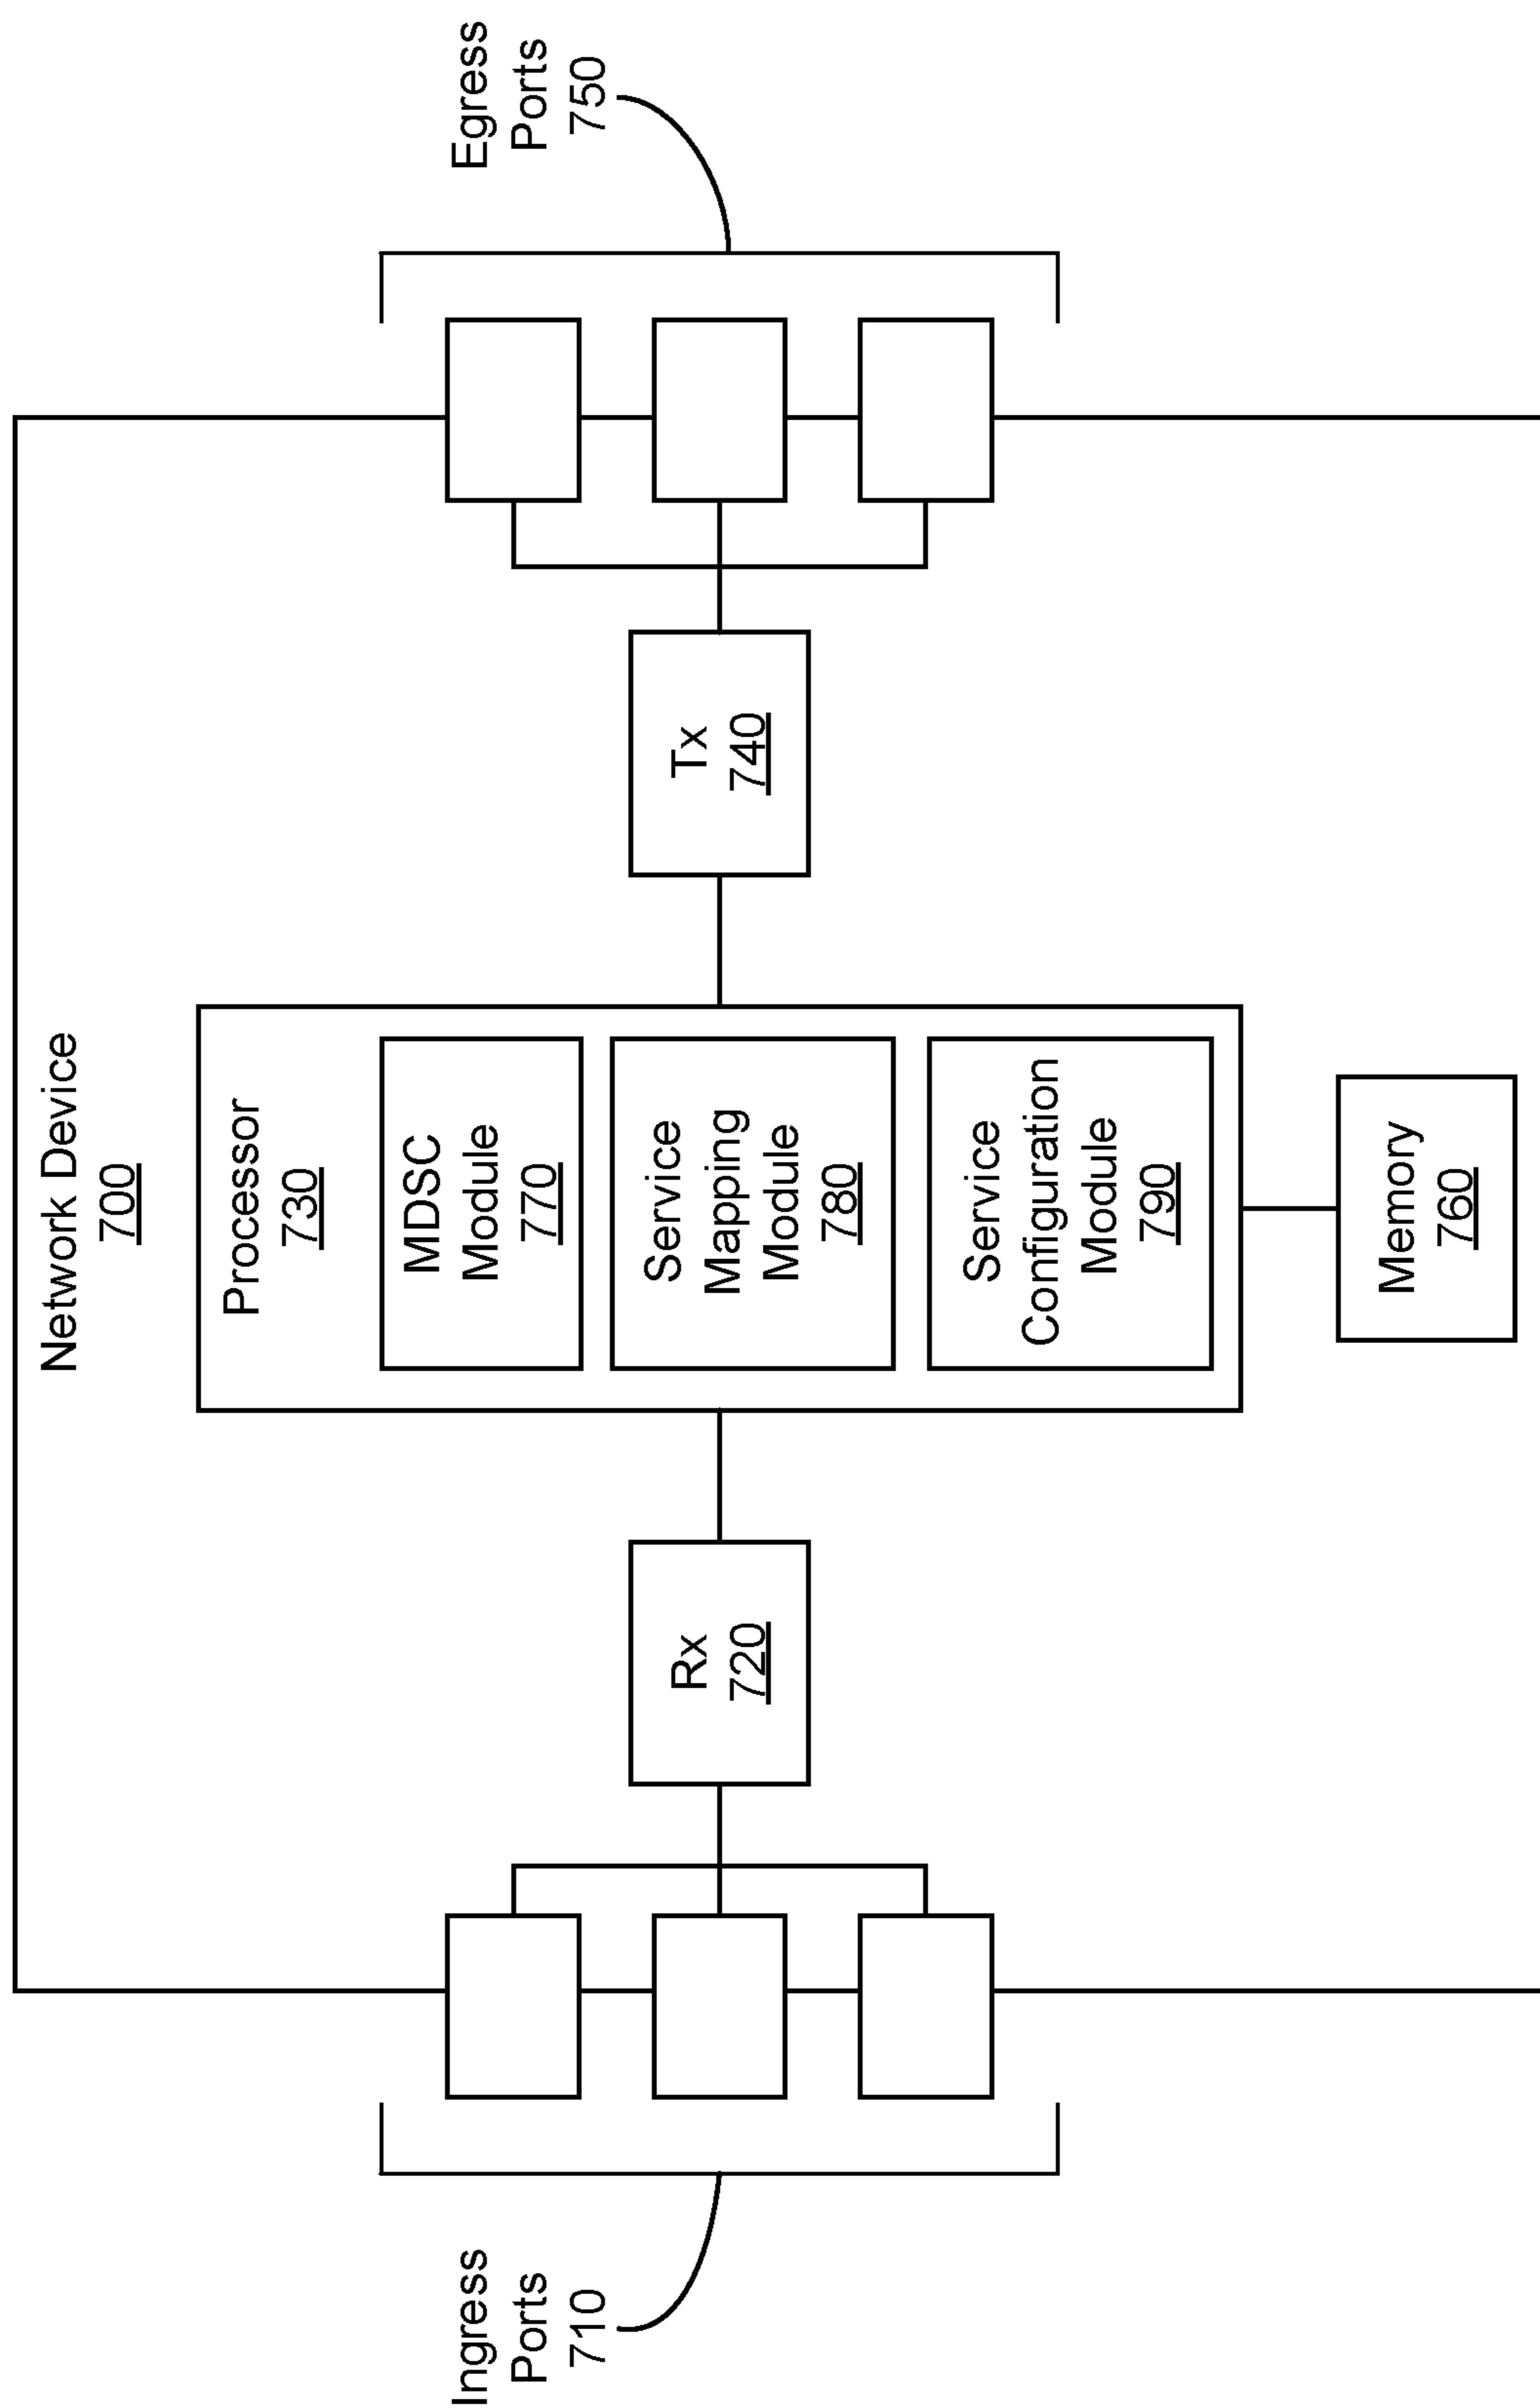 Network Device
700
Ingress
Ports
710
Rx
720
Processor
730
MDSC
Module
770
Service
Mapping
Module
780
Service
Configuration
Module
790
Memory
760
Tx
740
Egress
Ports
750